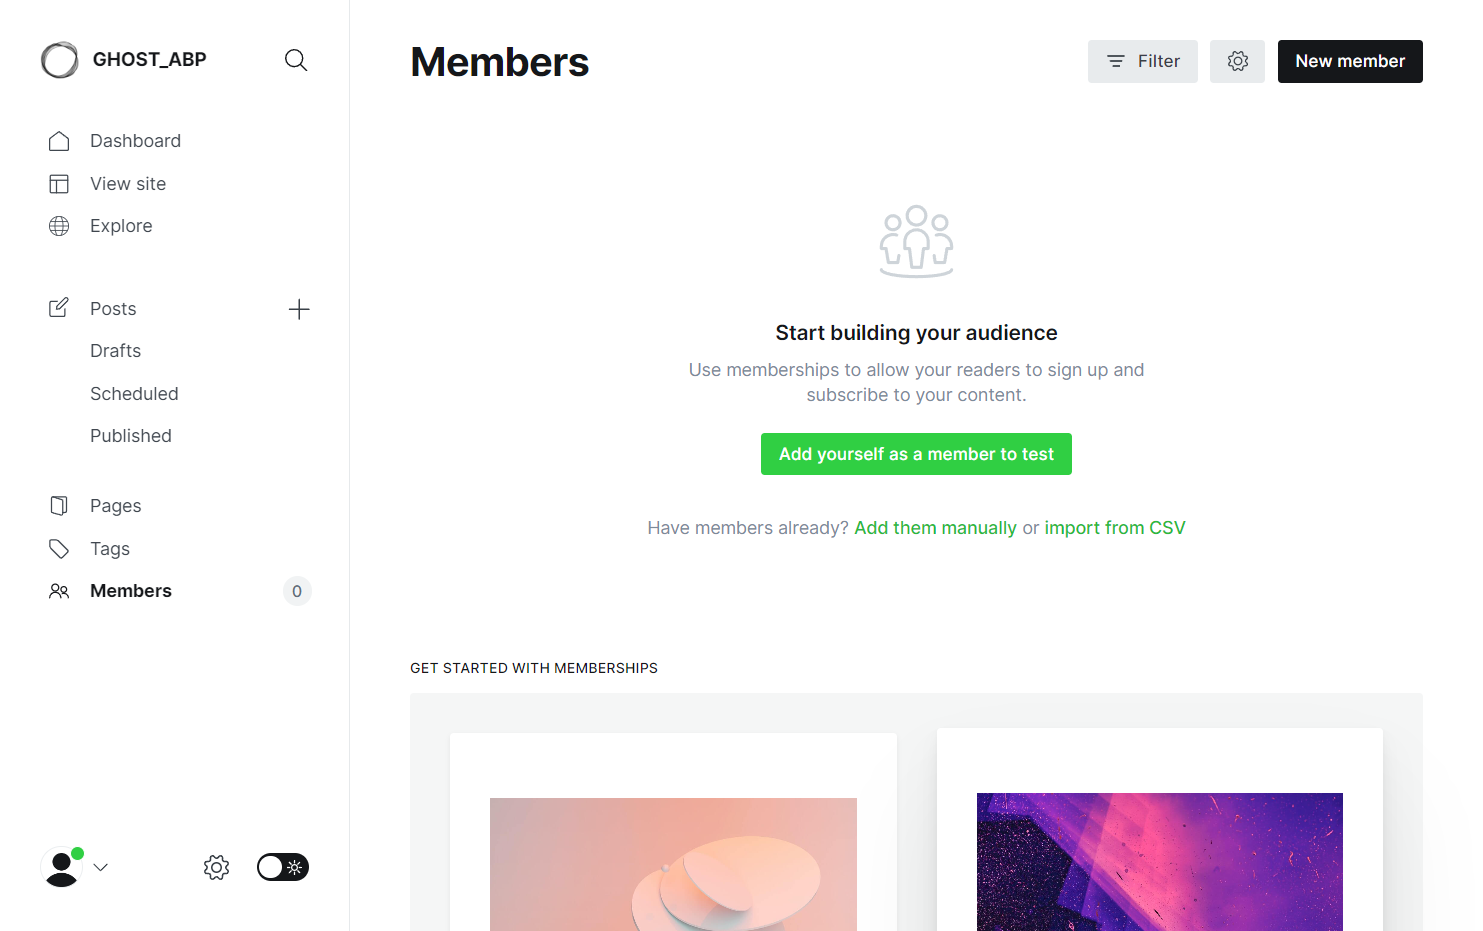 GHOST_ABP
Dashboard
View site
Explore
Posts
Drafts
Scheduled
Published
Pages
Tags
Members
0
Members
Filter
New member
Start building your audience
Use memberships to allow your readers to sign up and
subscribe to your content.
Add yourself as a member to test
Have members already? Add them manually or import from CSV
GET STARTED WITH MEMBERSHIPS